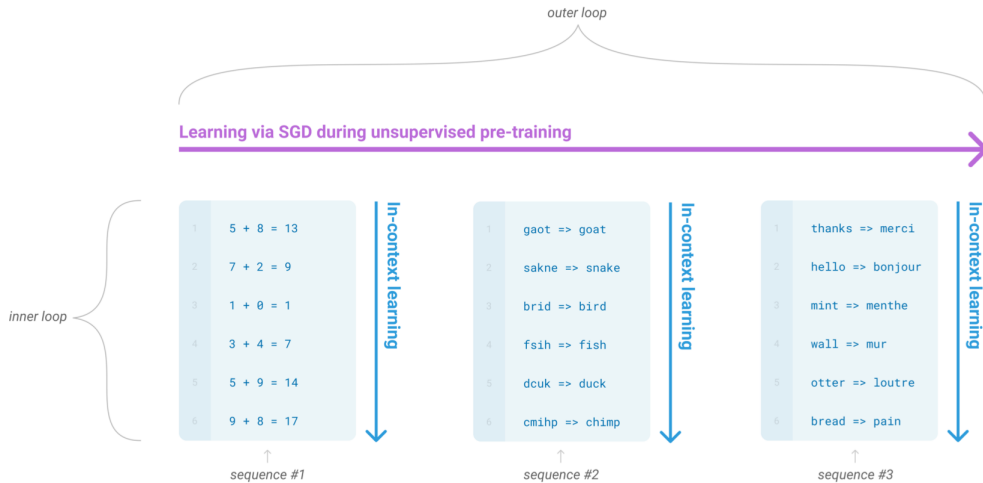 outer loop
Learning via SGD during unsupervised pre-training
inner loop
1 5 + 8 = 13
2 7 + 2 = 9
3 1 + 0 = 1
4 3 + 4 = 7
5 5 + 9 = 14
6 9 + 8 = 17
In-context learning
sequence #1
1 gaot => goat
2 sakne => snake
3 brid => bird
4 fsih => fish
5 dcuk => duck
6 cmihp => chimp
In-context learning
sequence #2
1 thanks => merci
2 hello => bonjour
3 mint => menthe
4 wall => mur
5 otter => loutre
6 bread => pain
In-context learning
sequence #3